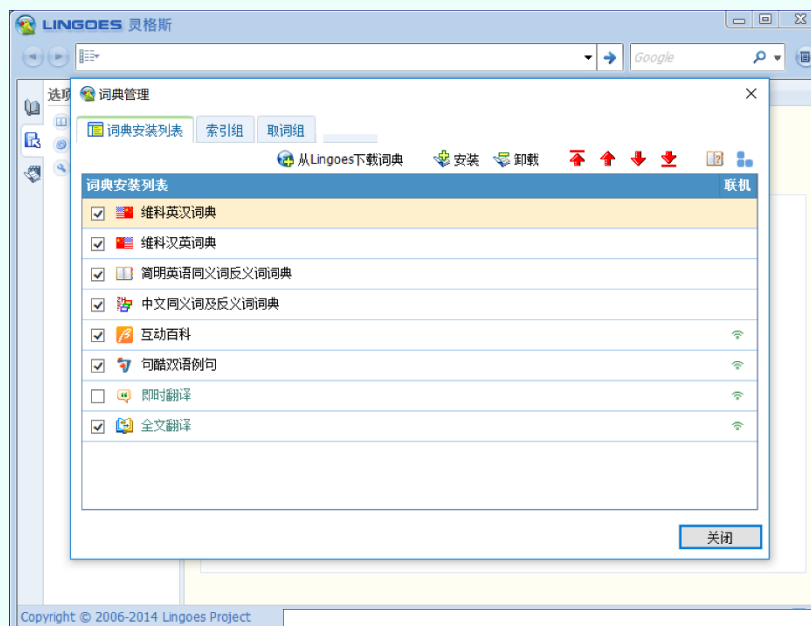 LINGOES 灵格斯
Google
选项
词典管理
词典安装列表 索引组 取词组
从Lingoes下载词典 安装 卸载
词典安装列表 联机
维科英汉词典
维科汉英词典
简明英语同义词反义词词典
中文同义词及反义词词典
互动百科
句酷双语例句
即时翻译
全文翻译
关闭
Copyright © 2006-2014 Lingoes Project